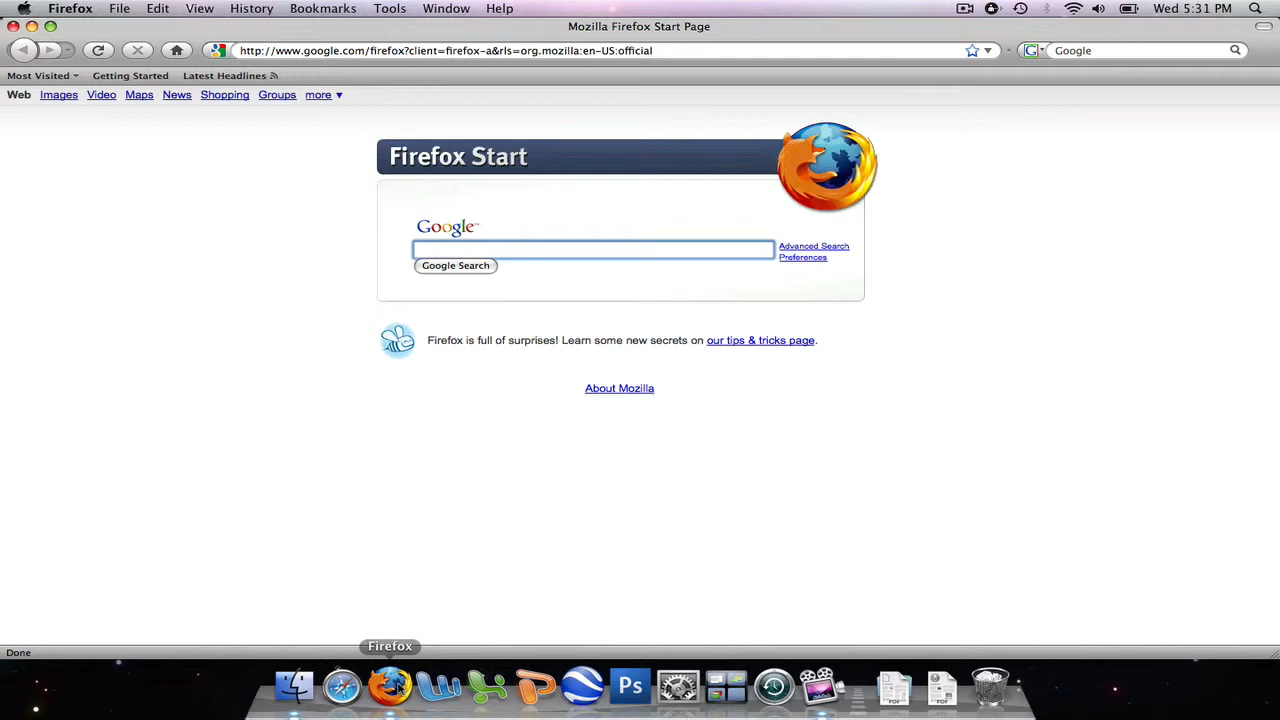 Firefox File Edit View History Bookmarks Tools Window Help Wed 5:31 PM
Mozilla Firefox Start Page
http://www.google.com/firefox?client=firefox-a&rls=org.mozilla:en-US:official G Google
Most Visited Getting Started Latest Headlines
Web Images Video Maps News Shopping Groups more ▼
Firefox Start
Google™
Advanced Search
Preferences
Google Search
Firefox is full of surprises! Learn some new secrets on our tips & tricks page.
About Mozilla
Firefox
Done
W X P Ps
PDF PDF